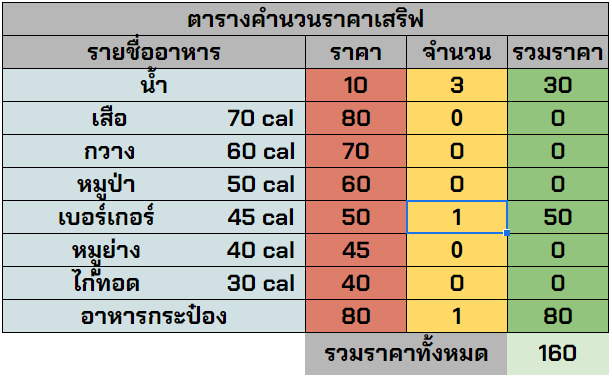 ตารางคำนวนราคาเสริฟ
รายชื่ออาหาร ราคา จำนวน รวมราคา
น้ำ 10 3 30
เสือ 70 cal 80 0 0
กวาง 60 cal 70 0 0
หมูป่า 50 cal 60 0 0
เบอร์เกอร์ 45 cal 50 1 50
หมูย่าง 40 cal 45 0 0
ไก่ทอด 30 cal 40 0 0
อาหารกระป๋อง 80 1 80
รวมราคาทั้งหมด 160